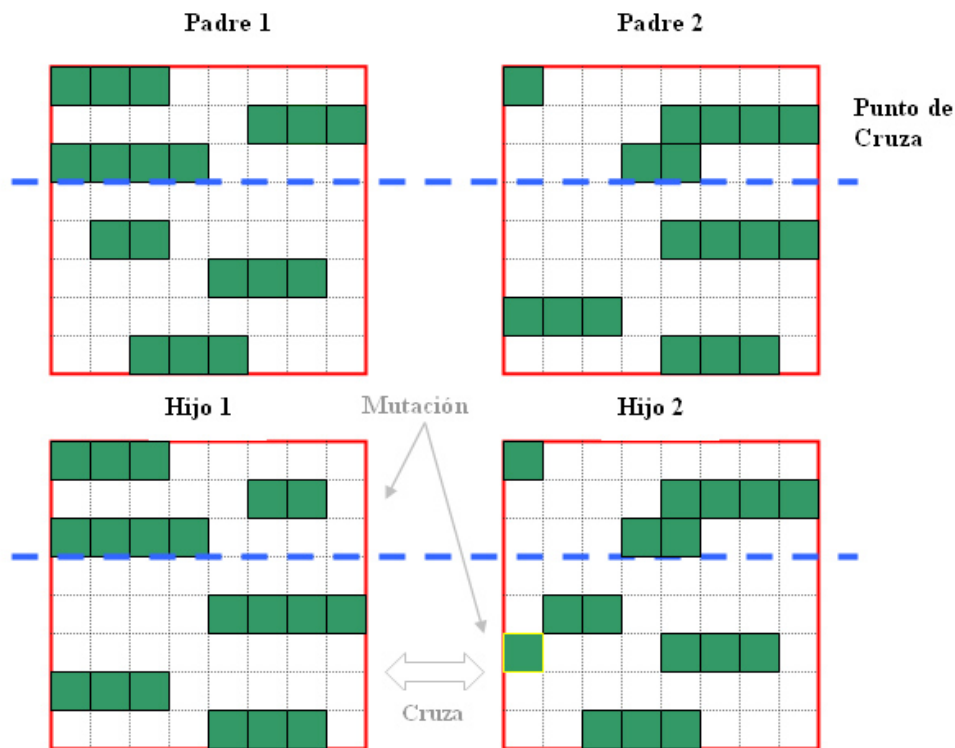 Padre 1
Padre 2
Punto de
Cruza
Hijo 1
Mutación
Hijo 2
Cruza